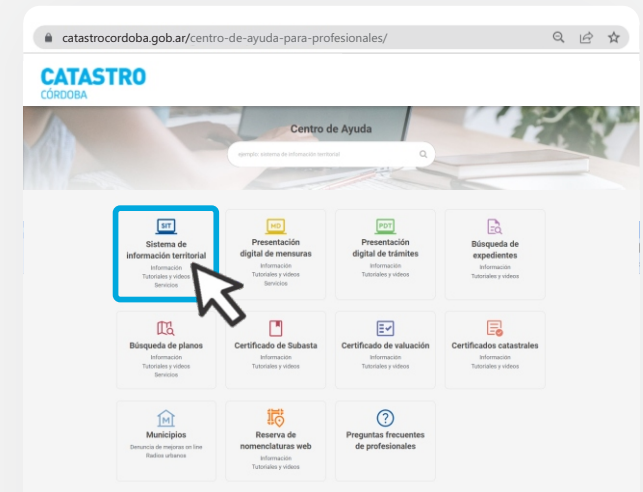 catastrocordoba.gob.ar/centro-de-ayuda-para-profesionales/
CATASTRO
CÓRDOBA
Centro de Ayuda
ejemplo: sistema de información territorial
SIT
Sistema de
información territorial
Información
Tutoriales y videos
Servicios
MD
Presentación
digital de mensuras
Información
Tutoriales y videos
Servicios
PDT
Presentación
digital de trámites
Información
Tutoriales y videos
Búsqueda de
expedientes
Información
Tutoriales y videos
Búsqueda de planos
Información
Tutoriales y videos
Servicios
Certificado de Subasta
Información
Tutoriales y videos
Certificado de valuación
Información
Tutoriales y videos
Certificados catastrales
Información
Tutoriales y videos
M
Municipios
Denuncia de mejoras on line
Radios urbanos
Reserva de
nomenclaturas web
Información
Tutoriales y videos
?
Preguntas frecuentes
de profesionales